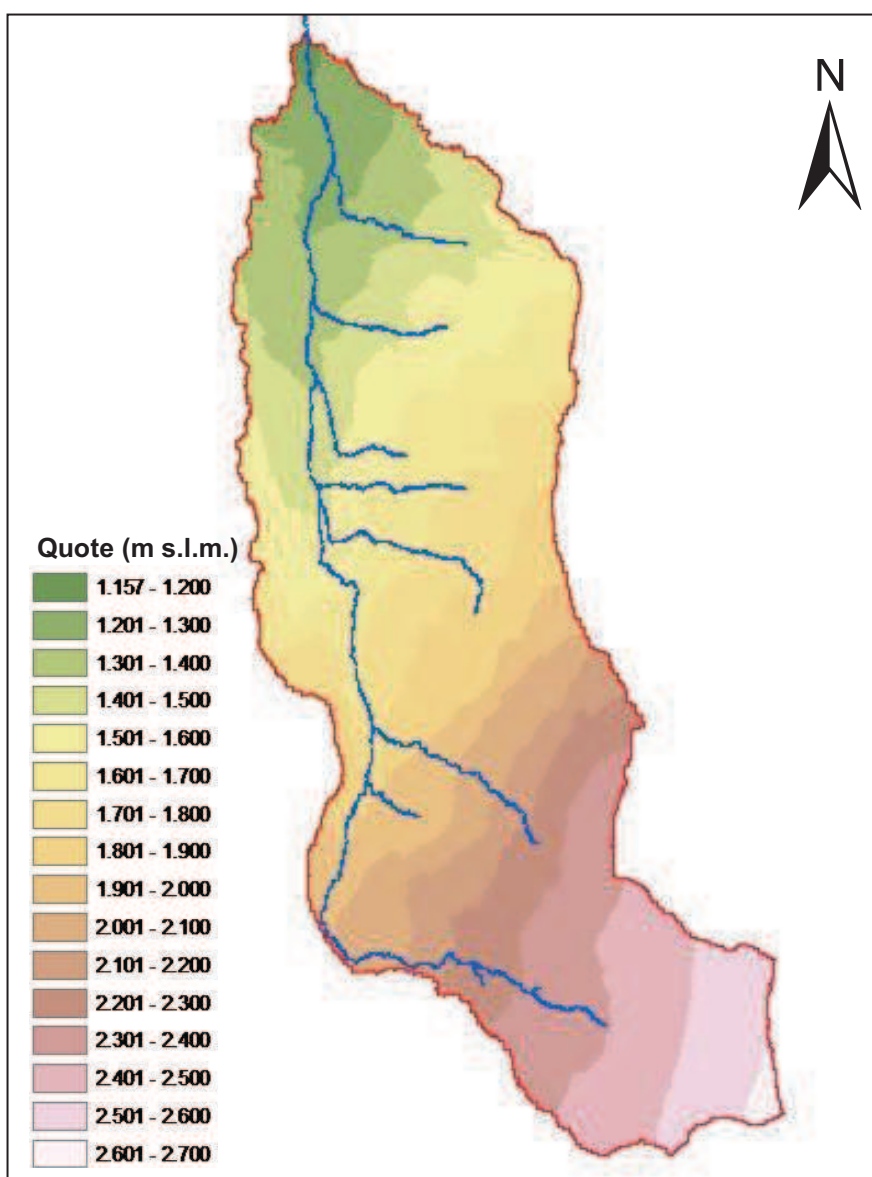 N
Quote (m s.l.m.)
1.157 - 1.200
1.201 - 1.300
1.301 - 1.400
1.401 - 1.500
1.501 - 1.600
1.601 - 1.700
1.701 - 1.800
1.801 - 1.900
1.901 - 2.000
2.001 - 2.100
2.101 - 2.200
2.201 - 2.300
2.301 - 2.400
2.401 - 2.500
2.501 - 2.600
2.601 - 2.700